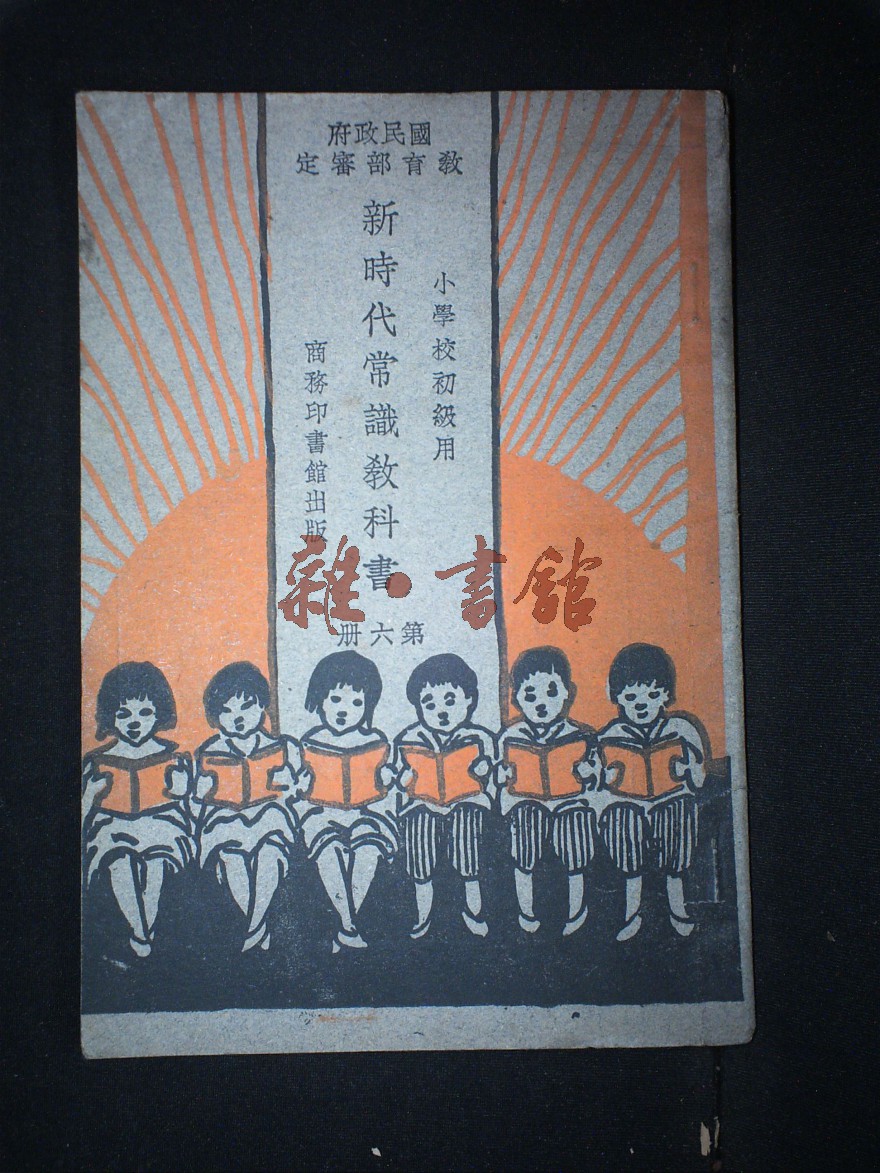 國民政府
教育部審定
小學校初級用
新時代常識教科書
商務印書館出版
第六册
雜·書館